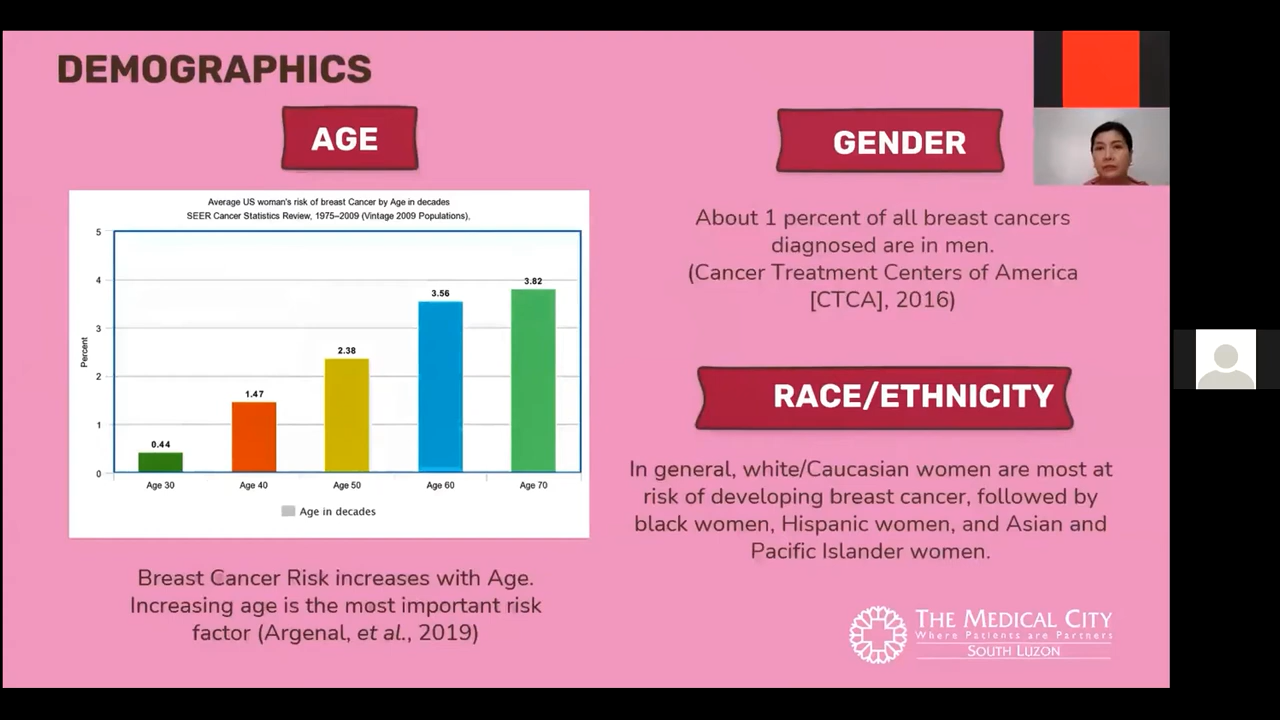 DEMOGRAPHICS
AGE
Average US woman's risk of breast Cancer by Age in decades
SEER Cancer Statistics Review, 1975–2009 (Vintage 2009 Populations),
5
4
3
2
1
0
Percent
0.44
1.47
2.38
3.56
3.82
Age 30
Age 40
Age 50
Age 60
Age 70
Age in decades
Breast Cancer Risk increases with Age.
Increasing age is the most important risk
factor (Argenal, et al., 2019)
GENDER
About 1 percent of all breast cancers
diagnosed are in men.
(Cancer Treatment Centers of America
[CTCA], 2016)
RACE/ETHNICITY
In general, white/Caucasian women are most at
risk of developing breast cancer, followed by
black women, Hispanic women, and Asian and
Pacific Islander women.
THE MEDICAL CITY
Where Patients are Partners
SOUTH LUZON